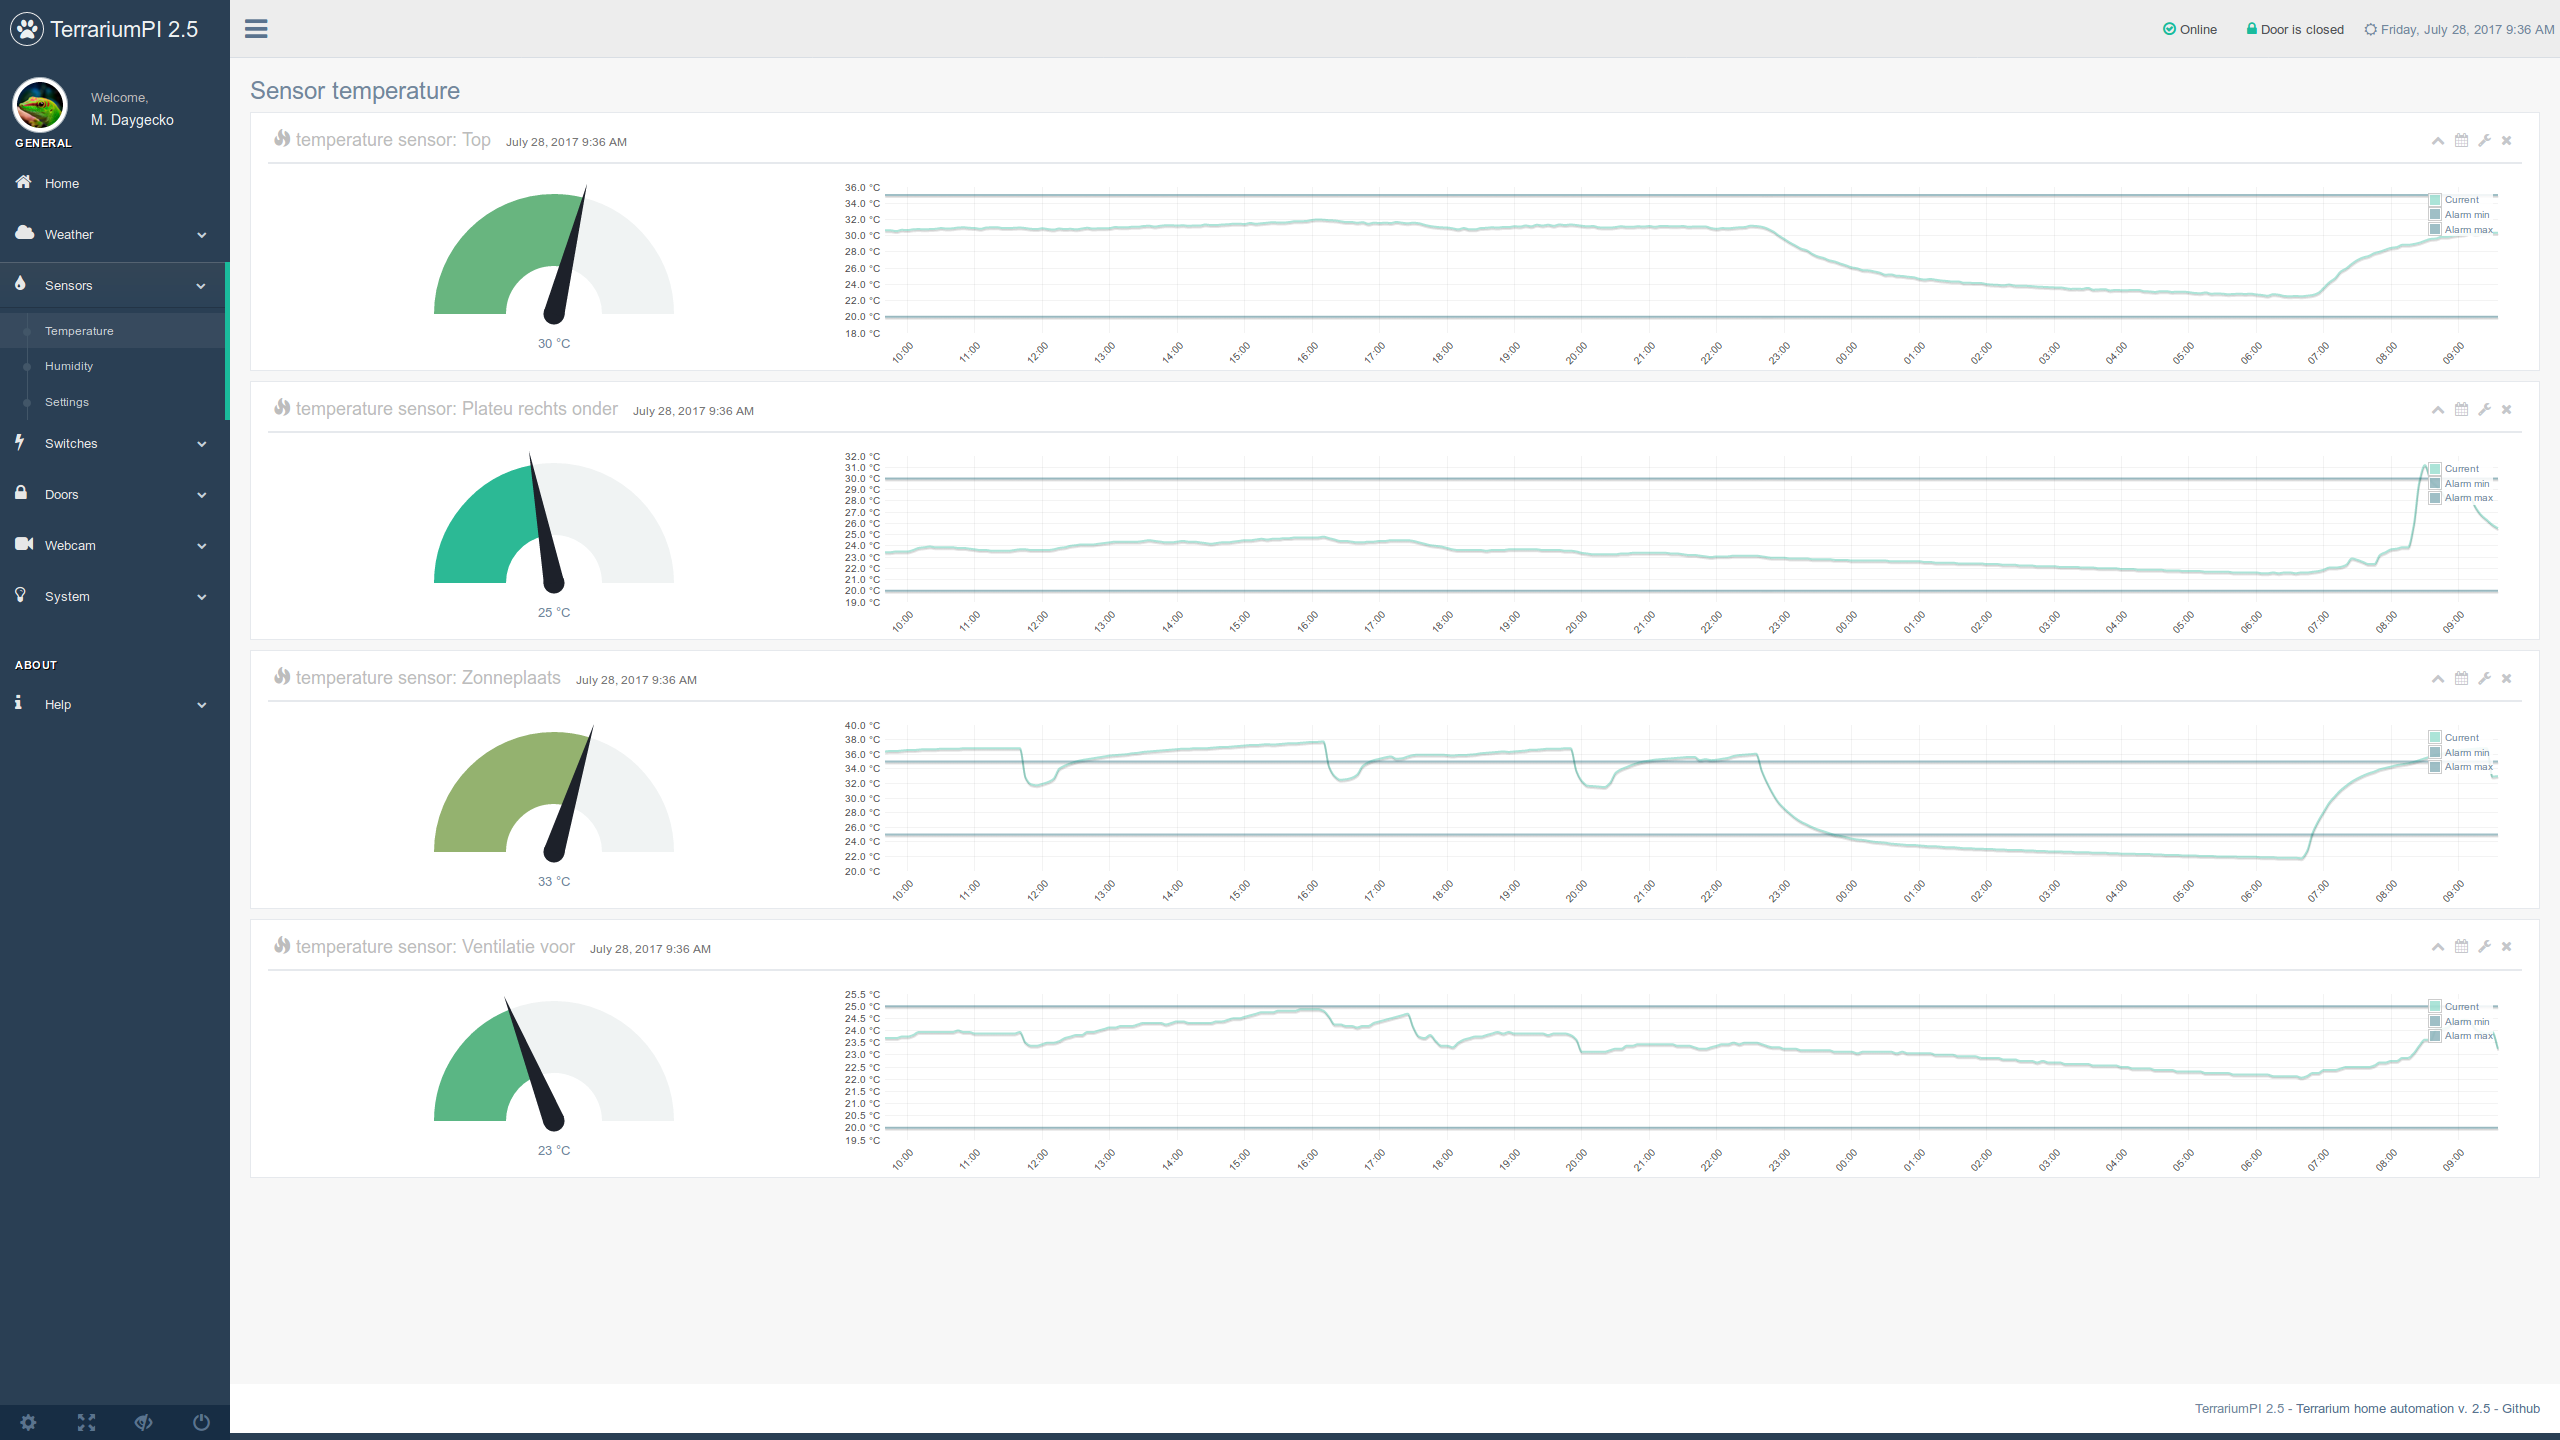 TerrariumPI 2.5
Welcome,
M. Daygecko
GENERAL
Home
Weather
Sensors
Temperature
Humidity
Settings
Switches
Doors
Webcam
System
ABOUT
Help
Online Door is closed Friday, July 28, 2017 9:36 AM
Sensor temperature
temperature sensor: Top July 28, 2017 9:36 AM
30 °C
36.0 °C
34.0 °C
32.0 °C
30.0 °C
28.0 °C
26.0 °C
24.0 °C
22.0 °C
20.0 °C
18.0 °C
10:00 11:00 12:00 13:00 14:00 15:00 16:00 17:00 18:00 19:00 20:00 21:00 22:00 23:00 00:00 01:00 02:00 03:00 04:00 05:00 06:00 07:00 08:00 09:00
Current
Alarm min
Alarm max
temperature sensor: Plateu rechts onder July 28, 2017 9:36 AM
25 °C
32.0 °C
31.0 °C
30.0 °C
29.0 °C
28.0 °C
27.0 °C
26.0 °C
25.0 °C
24.0 °C
23.0 °C
22.0 °C
21.0 °C
20.0 °C
19.0 °C
10:00 11:00 12:00 13:00 14:00 15:00 16:00 17:00 18:00 19:00 20:00 21:00 22:00 23:00 00:00 01:00 02:00 03:00 04:00 05:00 06:00 07:00 08:00 09:00
Current
Alarm min
Alarm max
temperature sensor: Zonneplaats July 28, 2017 9:36 AM
33 °C
40.0 °C
38.0 °C
36.0 °C
34.0 °C
32.0 °C
30.0 °C
28.0 °C
26.0 °C
24.0 °C
22.0 °C
20.0 °C
10:00 11:00 12:00 13:00 14:00 15:00 16:00 17:00 18:00 19:00 20:00 21:00 22:00 23:00 00:00 01:00 02:00 03:00 04:00 05:00 06:00 07:00 08:00 09:00
Current
Alarm min
Alarm max
temperature sensor: Ventilatie voor July 28, 2017 9:36 AM
23 °C
25.5 °C
25.0 °C
24.5 °C
24.0 °C
23.5 °C
23.0 °C
22.5 °C
22.0 °C
21.5 °C
21.0 °C
20.5 °C
20.0 °C
19.5 °C
10:00 11:00 12:00 13:00 14:00 15:00 16:00 17:00 18:00 19:00 20:00 21:00 22:00 23:00 00:00 01:00 02:00 03:00 04:00 05:00 06:00 07:00 08:00 09:00
Current
Alarm min
Alarm max
TerrariumPI 2.5 - Terrarium home automation v. 2.5 - Github